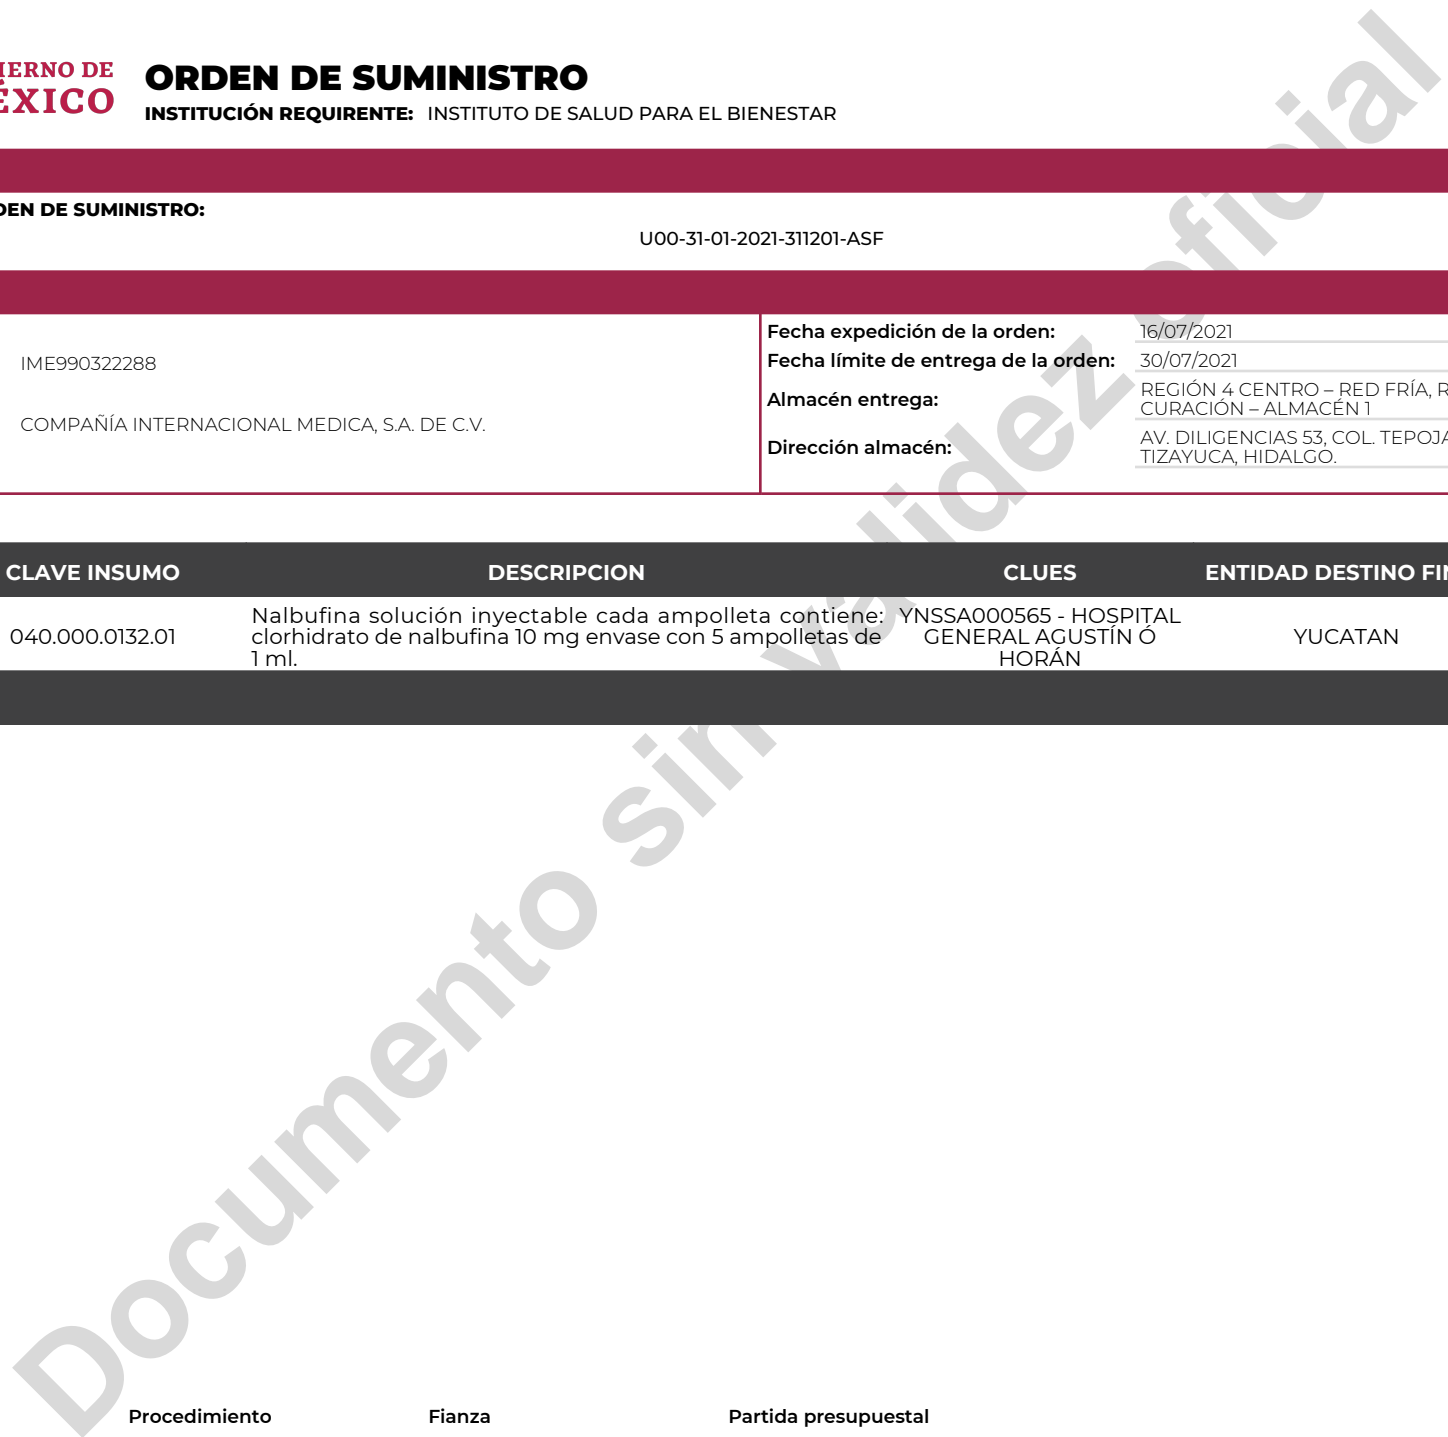 IERNO DE
ÉXICO
ORDEN DE SUMINISTRO
INSTITUCIÓN REQUIRENTE: INSTITUTO DE SALUD PARA EL BIENESTAR
DEN DE SUMINISTRO:
U00-31-01-2021-311201-ASF
IME990322288
COMPAÑÍA INTERNACIONAL MEDICA, S.A. DE C.V.
Fecha expedición de la orden: 16/07/2021
Fecha límite de entrega de la orden: 30/07/2021
Almacén entrega: REGIÓN 4 CENTRO – RED FRÍA, R
CURACIÓN – ALMACÉN 1
Dirección almacén: AV. DILIGENCIAS 53, COL. TEPOJA
TIZAYUCA, HIDALGO.
CLAVE INSUMO DESCRIPCION CLUES ENTIDAD DESTINO FIN
040.000.0132.01
Nalbufina solución inyectable cada ampolleta contiene:
clorhidrato de nalbufina 10 mg envase con 5 ampolletas de
1 ml.
YNSSA000565 - HOSPITAL
GENERAL AGUSTÍN Ó
HORÁN
YUCATAN
Documento sin validez oficial
Procedimiento Fianza Partida presupuestal